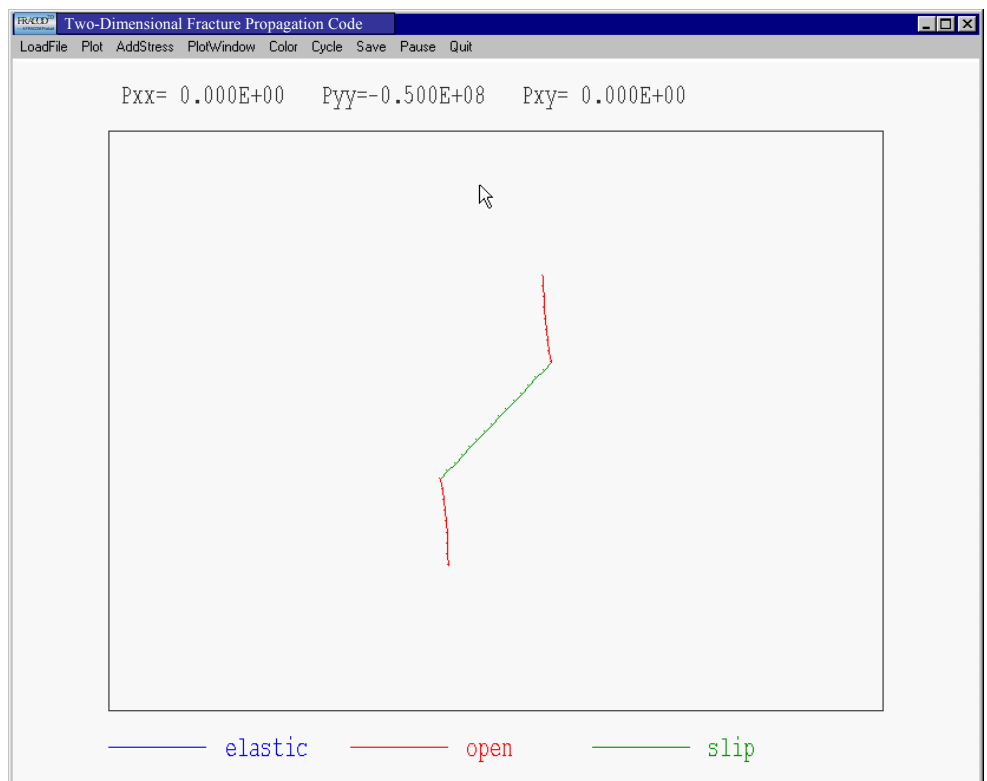 FRACOD2D Two-Dimensional Fracture Propagation Code
LoadFile Plot AddStress PlotWindow Color Cycle Save Pause Quit
Pxx= 0.000E+00 Pyy=-0.500E+08 Pxy= 0.000E+00
elastic open slip